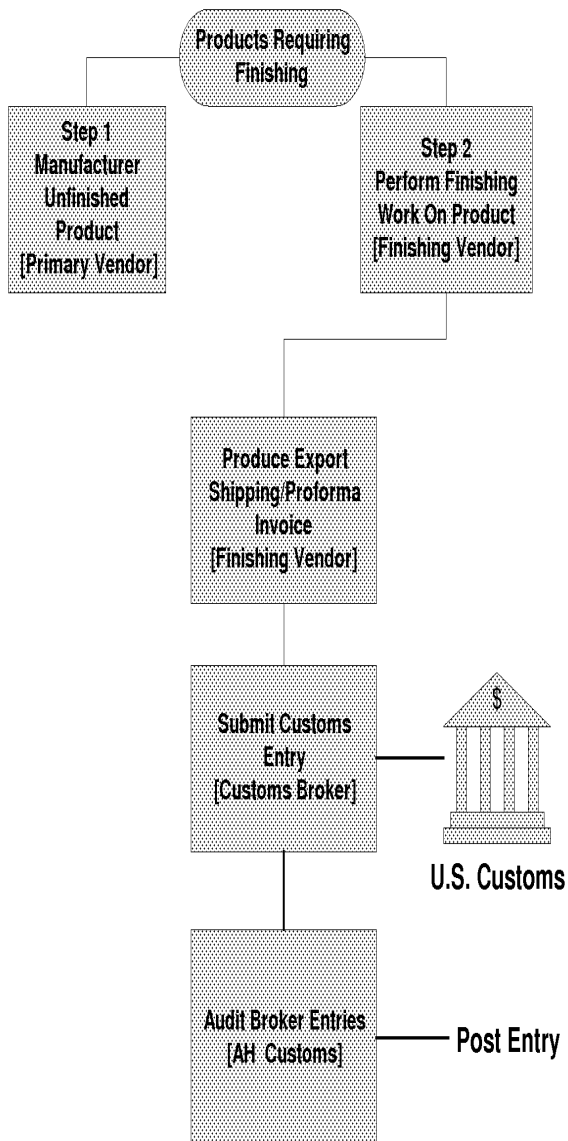 Products Requiring
Finishing
Step 1
Manufacturer
Unfinished
Product
[Primary Vendor]
Step 2
Perform Finishing
Work On Product
[Finishing Vendor]
Produce Export
Shipping/Proforma
Invoice
[Finishing Vendor]
Submit Customs
Entry
[Customs Broker]
$
U.S. Customs
Audit Broker Entries
[AH Customs]
Post Entry